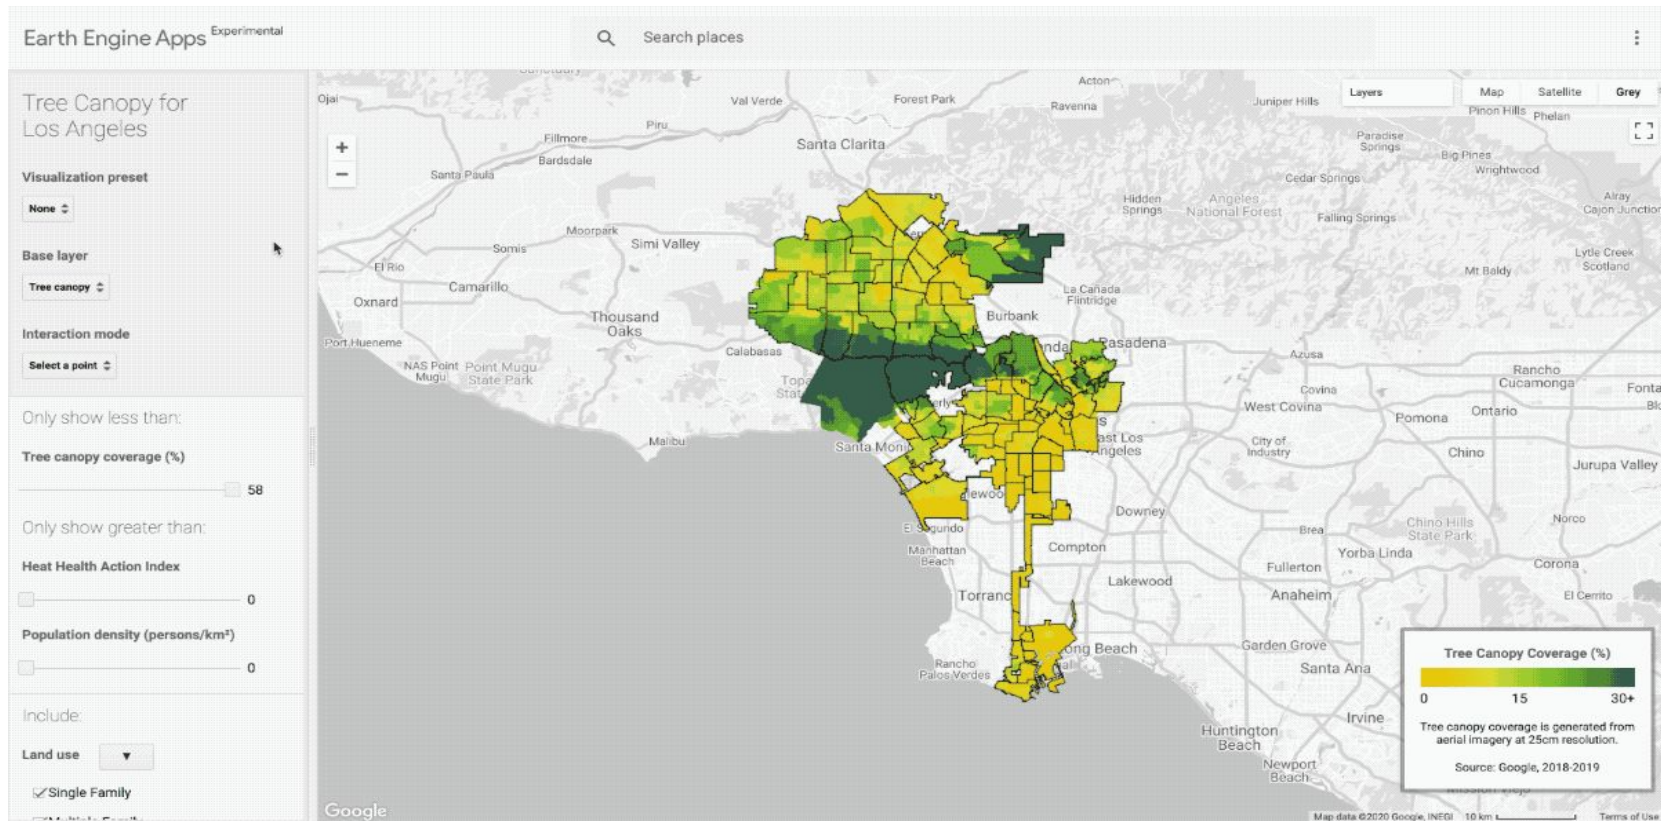 Earth Engine Apps Experimental
Search places
Tree Canopy for
Los Angeles
Visualization preset
None
Base layer
Tree canopy
Interaction mode
Select a point
Only show less than:
Tree canopy coverage (%)
58
Only show greater than:
Heat Health Action Index
0
Population density (persons/km²)
0
Include:
Land use
Single Family
Layers
Map Satellite Grey
Ojai
Val Verde
Forest Park
Acton
Ravenna
Juniper Hills
Pinon Hills
Phelan
Piru
Fillmore
Bardsdale
Santa Clarita
Paradise
Springs
Big Pines
Wrightwood
Santa Paula
Cedar Springs
Hidden
Springs
Angeles
National Forest
Falling Springs
Alray
Cajon Junction
Moorpark
Simi Valley
Somis
El Rio
Camarillo
Oxnard
Thousand
Oaks
Port Hueneme
NAS Point
Mugu
Point Mugu
State Park
Calabasas
Malibu
La Cañada
Flintridge
Burbank
Pasadena
Mt Baldy
Lytle Creek
Scotland
Azusa
Covina
West Covina
Rancho
Cucamonga
Pomona
Ontario
City of
Industry
Chino
Jurupa Valley
Downey
Compton
Lakewood
Manhattan
Beach
Rancho
Palos Verdes
Brea
Chino Hills
State Park
Norco
Yorba Linda
Corona
Fullerton
Anaheim
El Cerrito
Garden Grove
Santa Ana
Irvine
Huntington
Beach
Newport
Beach
Tree Canopy Coverage (%)
0 15 30+
Tree canopy coverage is generated from
aerial imagery at 25cm resolution.
Source: Google, 2018-2019
Google
Map data ©2020 Google, INEGI 10 km Terms of Use